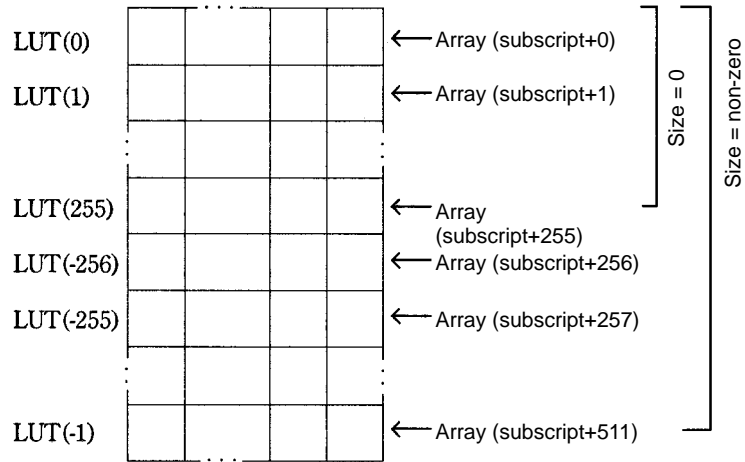 LUT(0) Array (subscript+0)
LUT(1) Array (subscript+1)
LUT(255) Array
(subscript+255)
LUT(-256) Array (subscript+256)
LUT(-255) Array (subscript+257)
LUT(-1) Array (subscript+511)
Size = 0
Size = non-zero